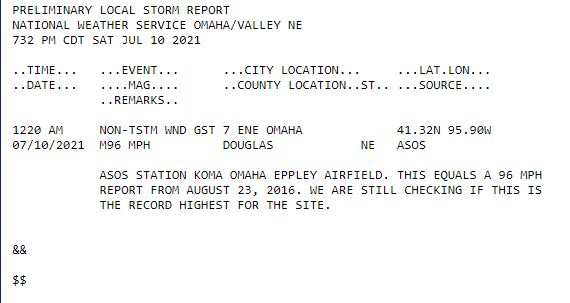 PRELIMINARY LOCAL STORM REPORT
NATIONAL WEATHER SERVICE OMAHA/VALLEY NE
732 PM CDT SAT JUL 10 2021
..TIME... ...EVENT... ...CITY LOCATION... ...LAT.LON...
..DATE... ....MAG.... ..COUNTY LOCATION..ST.. ...SOURCE....
..REMARKS..
1220 AM NON-TSTM WND GST 7 ENE OMAHA 41.32N 95.90W
07/10/2021 M96 MPH DOUGLAS NE ASOS
ASOS STATION KOMA OMAHA EPPLEY AIRFIELD. THIS EQUALS A 96 MPH
REPORT FROM AUGUST 23, 2016. WE ARE STILL CHECKING IF THIS IS
THE RECORD HIGHEST FOR THE SITE.
&&
$$